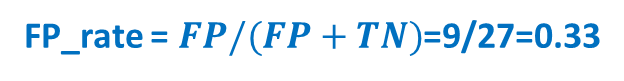 FP_rate = FP/(FP + TN)=9/27=0.33